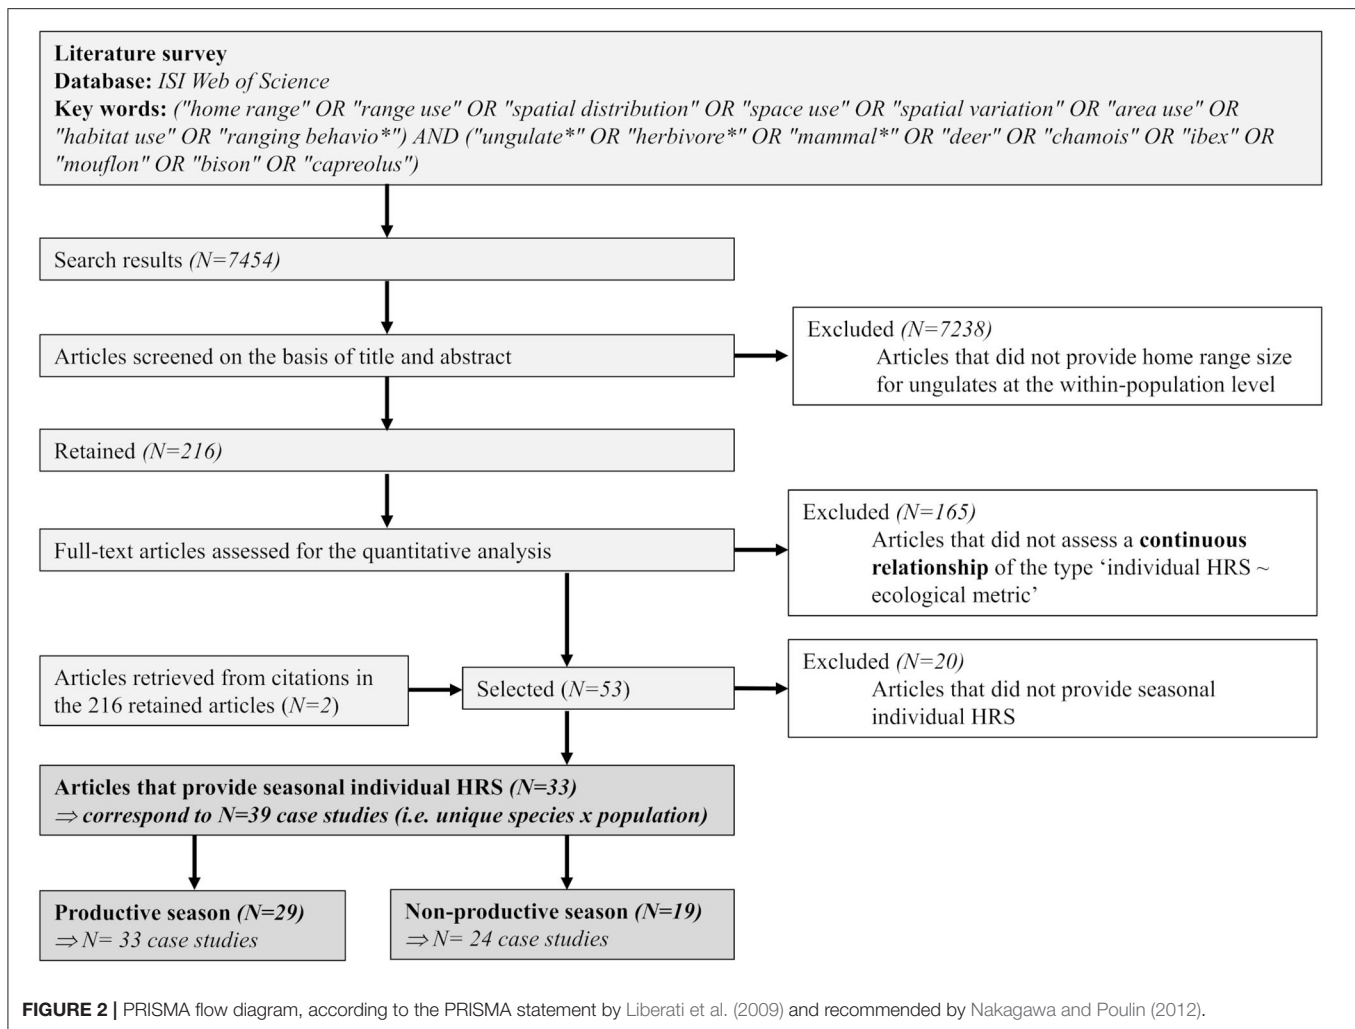 Literature survey
Database: ISI Web of Science
Key words: ("home range" OR "range use" OR "spatial distribution" OR "space use" OR "spatial variation" OR "area use" OR
"habitat use" OR "ranging behavio*") AND ("ungulate*" OR "herbivore*" OR "mammal*" OR "deer" OR "chamois" OR "ibex" OR
"mouflon" OR "bison" OR "capreolus")
Search results (N=7454)
Articles screened on the basis of title and abstract
Excluded (N=7238)
Articles that did not provide home range size
for ungulates at the within-population level
Retained (N=216)
Full-text articles assessed for the quantitative analysis
Excluded (N=165)
Articles that did not assess a continuous
relationship of the type ‘individual HRS ~
ecological metric’
Articles retrieved from citations in
the 216 retained articles (N=2)
Selected (N=53)
Excluded (N=20)
Articles that did not provide seasonal
individual HRS
Articles that provide seasonal individual HRS (N=33)
⇒ correspond to N=39 case studies (i.e. unique species x population)
Productive season (N=29)
⇒ N= 33 case studies
Non-productive season (N=19)
⇒ N= 24 case studies
FIGURE 2 | PRISMA flow diagram, according to the PRISMA statement by Liberati et al. (2009) and recommended by Nakagawa and Poulin (2012).